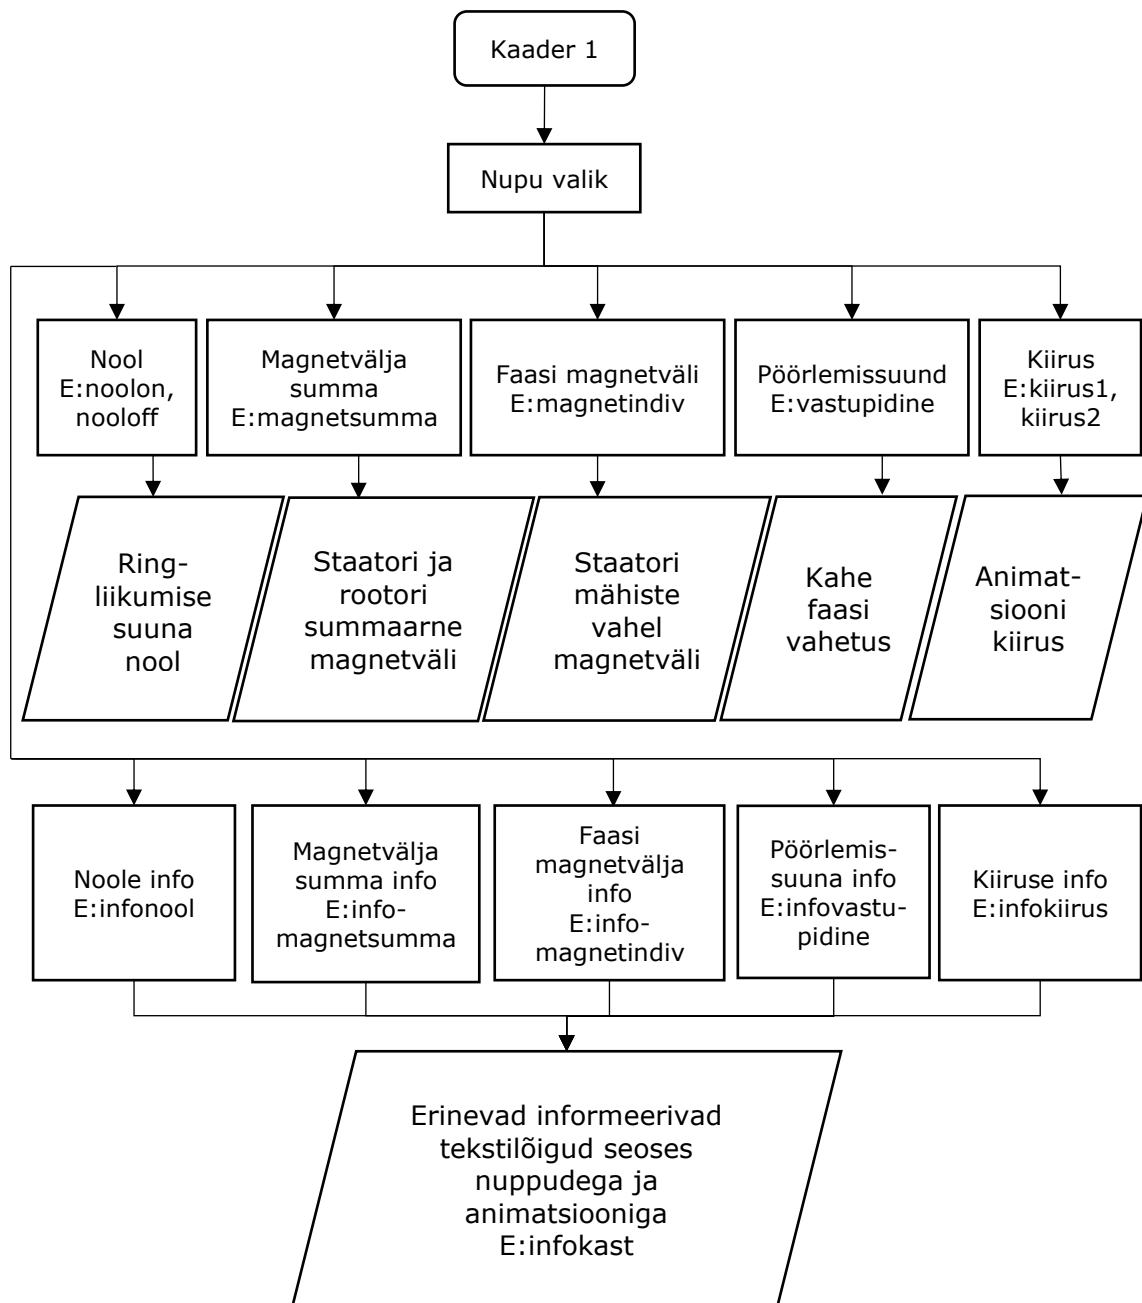 Kaader 1
Nupu valik
Nool
E:noolon,
nooloff
Magnetvälja
summa
E:magnetsumma
Faasi magnetväli
E:magnetindiv
Pöörlemissuund
E:vastupidine
Kiirus
E:kiirus1,
kiirus2
Ring-
liikumise
suuna
nool
Staatori ja
rootori
summaarne
magnetväli
Staatori
mähiste
vahel
magnetväli
Kahe
faasi
vahetus
Animat-
siooni
kiirus
Noole info
E:infonool
Magnetvälja
summa info
E:info-
magnetsumma
Faasi
magnetvälja
info
E:info-
magnetindiv
Pöörlemis-
suuna info
E:infovastu-
pidine
Kiiruse info
E:infokiirus
Erinevad informeerivad
tekstilõigud seoses
nuppudega ja
animatsiooniga
E:infokast